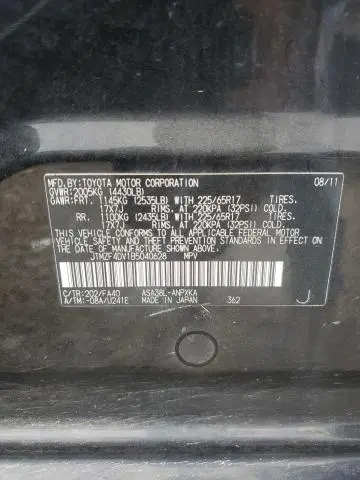 MFD.BY:TOYOTA MOTOR CORPORATION 08/11
GVWR:2005KG (4430LB)
GAWR:FRT. 1145KG (2535LB) WITH 225/65R17 TIRES.
17X7J RIMS, AT 220KPA (32PSI) COLD.
RR. 1100KG (2435LB) WITH 225/65R17 TIRES.
17X7J RIMS, AT 220KPA (32PSI) COLD.
THIS VEHICLE CONFORMS TO ALL APPLICABLE
FEDERAL MOTOR VEHICLE SAFETY STANDARDS IN
EFFECT ON THE DATE OF MANUFACTURE SHOWN
ABOVE.
JTMZF4DV1B5040628 MPV
C/TR:202/FA40 ASA38L-ANPXKA
A/TM:-08A/U241E MADE IN JAPAN 362 J